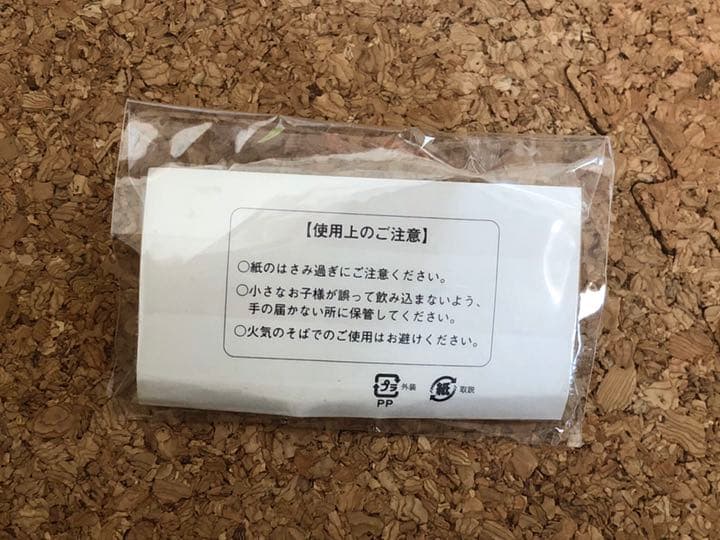 【使用上のご注意】
○紙のはさみ過ぎにご注意ください。
○小さなお子様が誤って飲み込まないよう、
手の届かない所に保管してください。
○火気のそばでのご使用はお避けください。
プラ 外装 紙 取説
PP